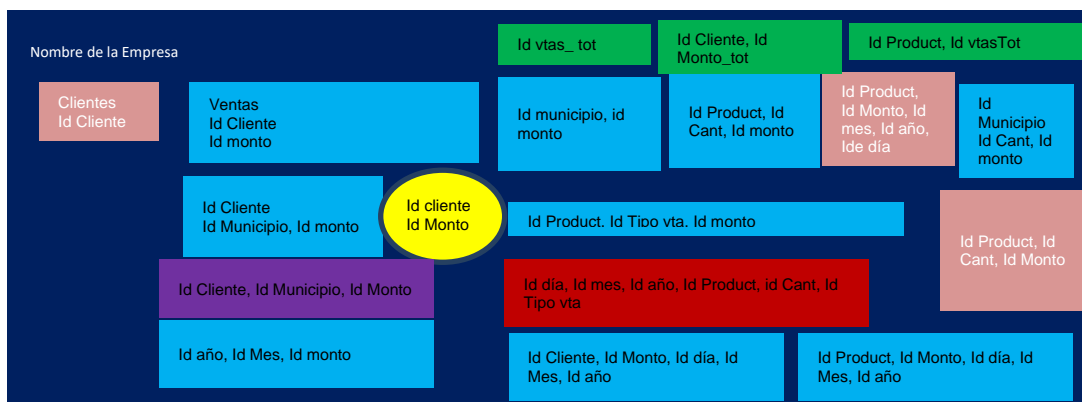 Nombre de la Empresa
Id vtas_ tot
Id Cliente, Id
Monto_tot
Id Product, Id vtasTot
Clientes
Id Cliente
Ventas
Id Cliente
Id monto
Id municipio, id
monto
Id Product, Id
Cant, Id monto
Id Product,
Id Monto, Id
mes, Id año,
Ide día
Id
Municipio
Id Cant, Id
monto
Id Cliente
Id Municipio, Id monto
Id cliente
Id Monto
Id Product. Id Tipo vta. Id monto
Id Product, Id
Cant, Id Monto
Id Cliente, Id Municipio, Id Monto
Id día, Id mes, Id año, Id Product, id Cant, Id
Tipo vta
Id año, Id Mes, Id monto
Id Cliente, Id Monto, Id día, Id
Mes, Id año
Id Product, Id Monto, Id día, Id
Mes, Id año